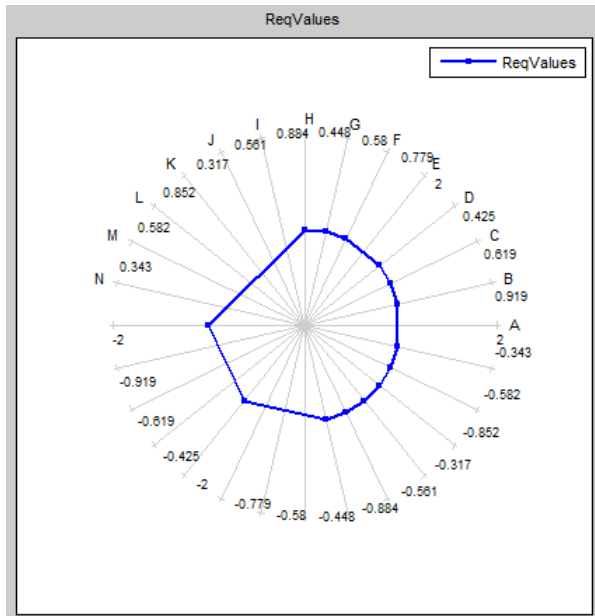 ReqValues
ReqValues
H
G
0.884
0.448
I
0.561
F
0.58
J
0.317
E
0.779
2
K
0.852
D
0.425
L
0.582
C
0.619
M
0.343
B
0.919
N
A
-2
2
-0.343
-0.919
-0.582
-0.619
-0.852
-0.425
-0.317
-2
-0.561
-0.779
-0.884
-0.58
-0.448